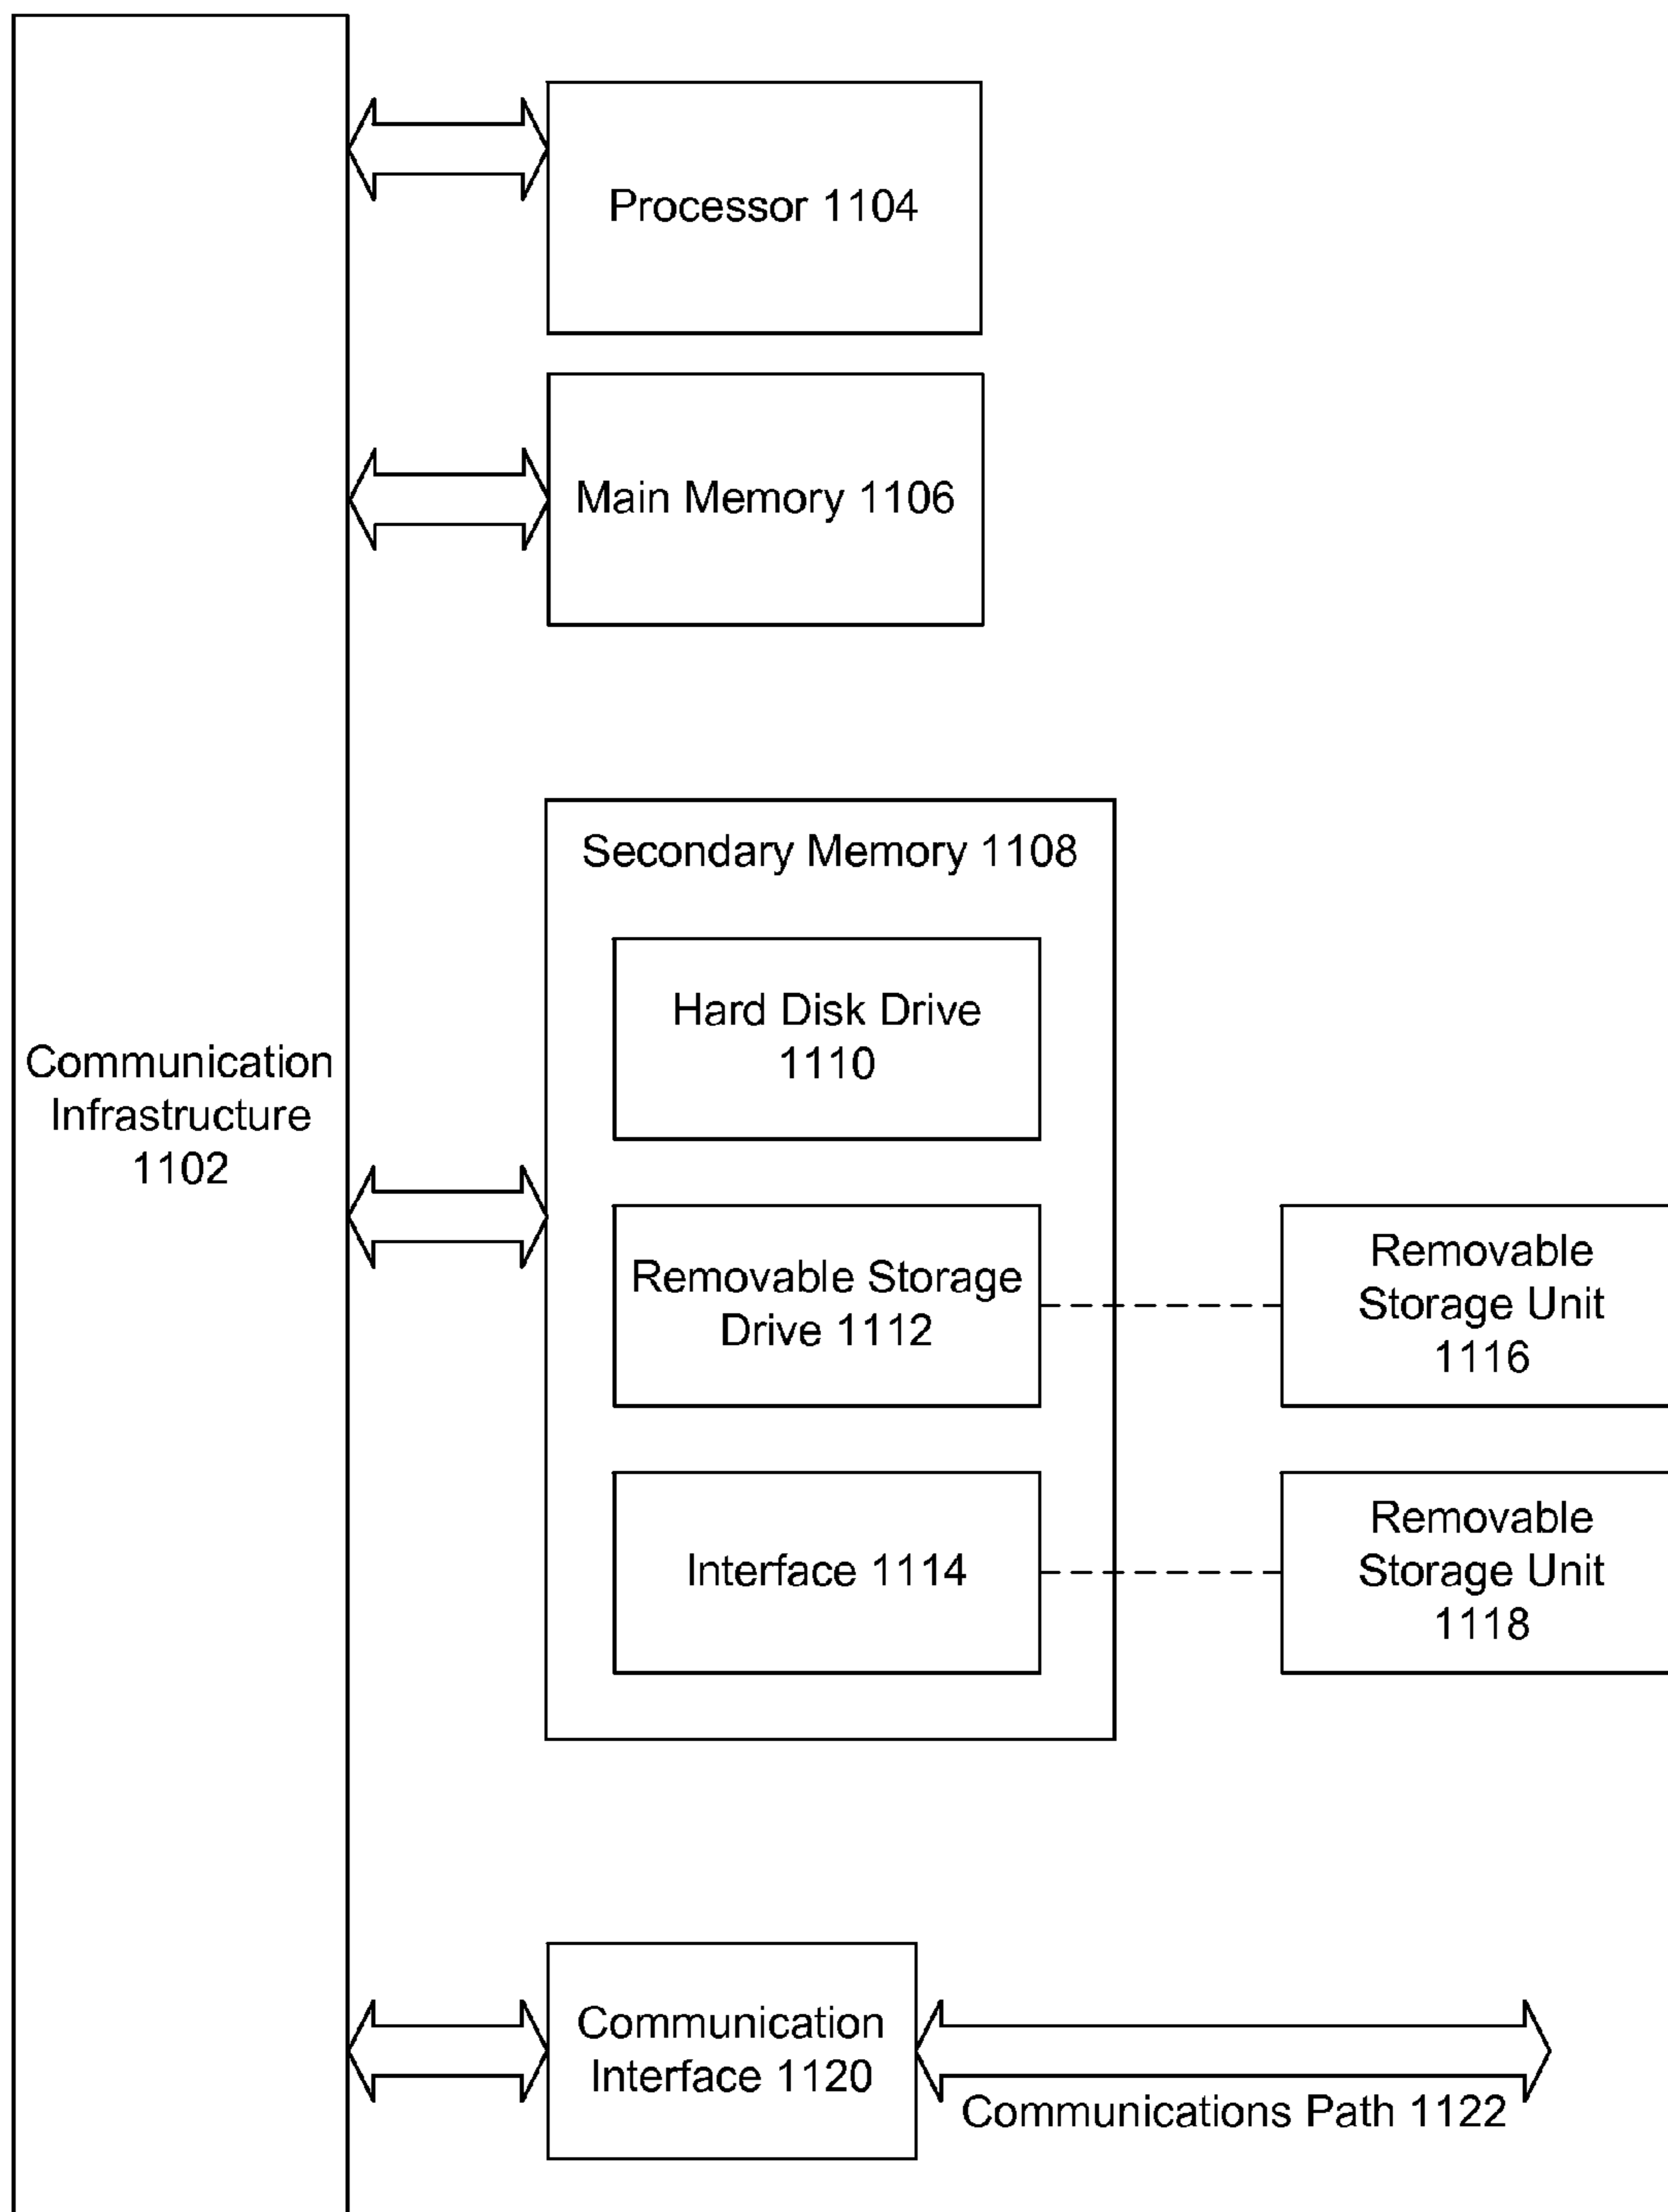 Processor 1104
Main Memory 1106
Secondary Memory 1108
Hard Disk Drive
1110
Communication
Infrastructure
1102
Removable Storage
Drive 1112
Removable
Storage Unit
1116
Interface 1114
Removable
Storage Unit
1118
Communication
Interface 1120
Communications Path 1122